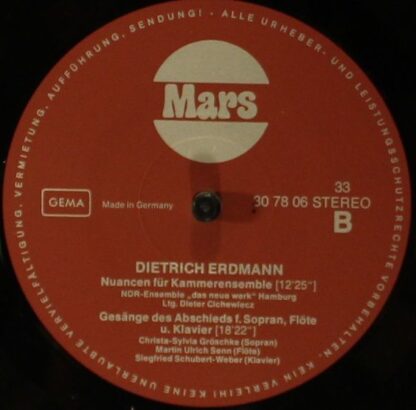 ALLE URHEBER- UND LEISTUNGSSCHUTZRECHTE VORBEHALTEN. KEIN VERLEIH! KEINE UNERLAUBTE VERVIELFÄLTIGUNG, VERMIETUNG, AUFFÜHRUNG, SENDUNG! -
Mars
GEMA
Made in Germany
33
30 78 06 STEREO
B
DIETRICH ERDMANN
Nuancen für Kammerensemble [12'25"]
NDR-Ensemble „das neue werk" Hamburg
Ltg. Dieter Cichewiecz
Gesänge des Abschieds f. Sopran, Flöte
u. Klavier [18'22"]
Christa-Sylvia Gröschke (Sopran)
Martin Ulrich Senn (Flöte)
Siegfried Schubert-Weber (Klavier)